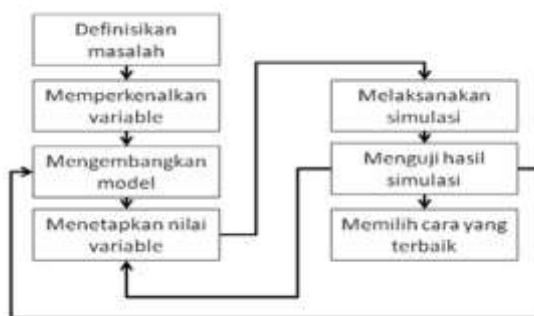 Definisikan
masalah
Memperkenalkan
variable
Mengembangkan
model
Menetapkan nilai
variable
Melaksanakan
simulasi
Menguji hasil
simulasi
Memilih cara yang
terbaik